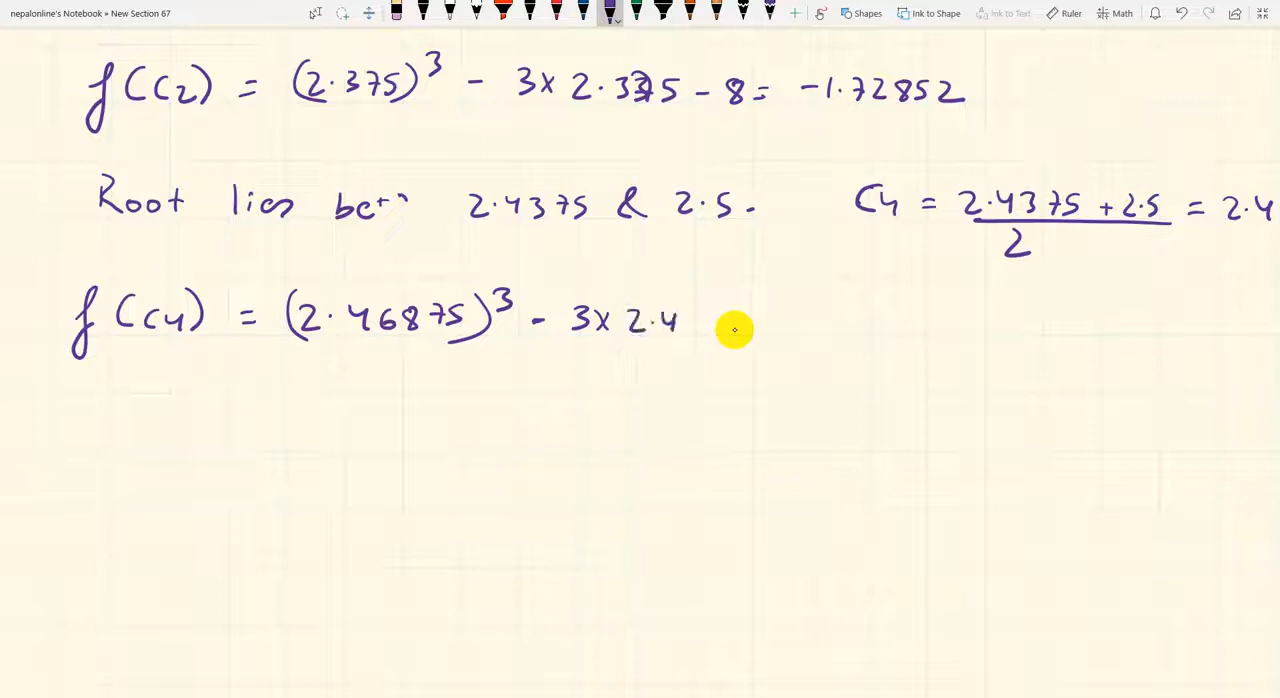 nepalonline's Notebook » New Section 67
Shapes Ink to Shape Ink to Text Ruler Math
f(C2) = (2.375)^3 - 3 × 2.375 - 8 = -1.72852
Root lies betn 2.4375 & 2.5. C4 = 2.4375 + 2.5 / 2 = 2.4
f(C4) = (2.46875)^3 - 3 × 2.4